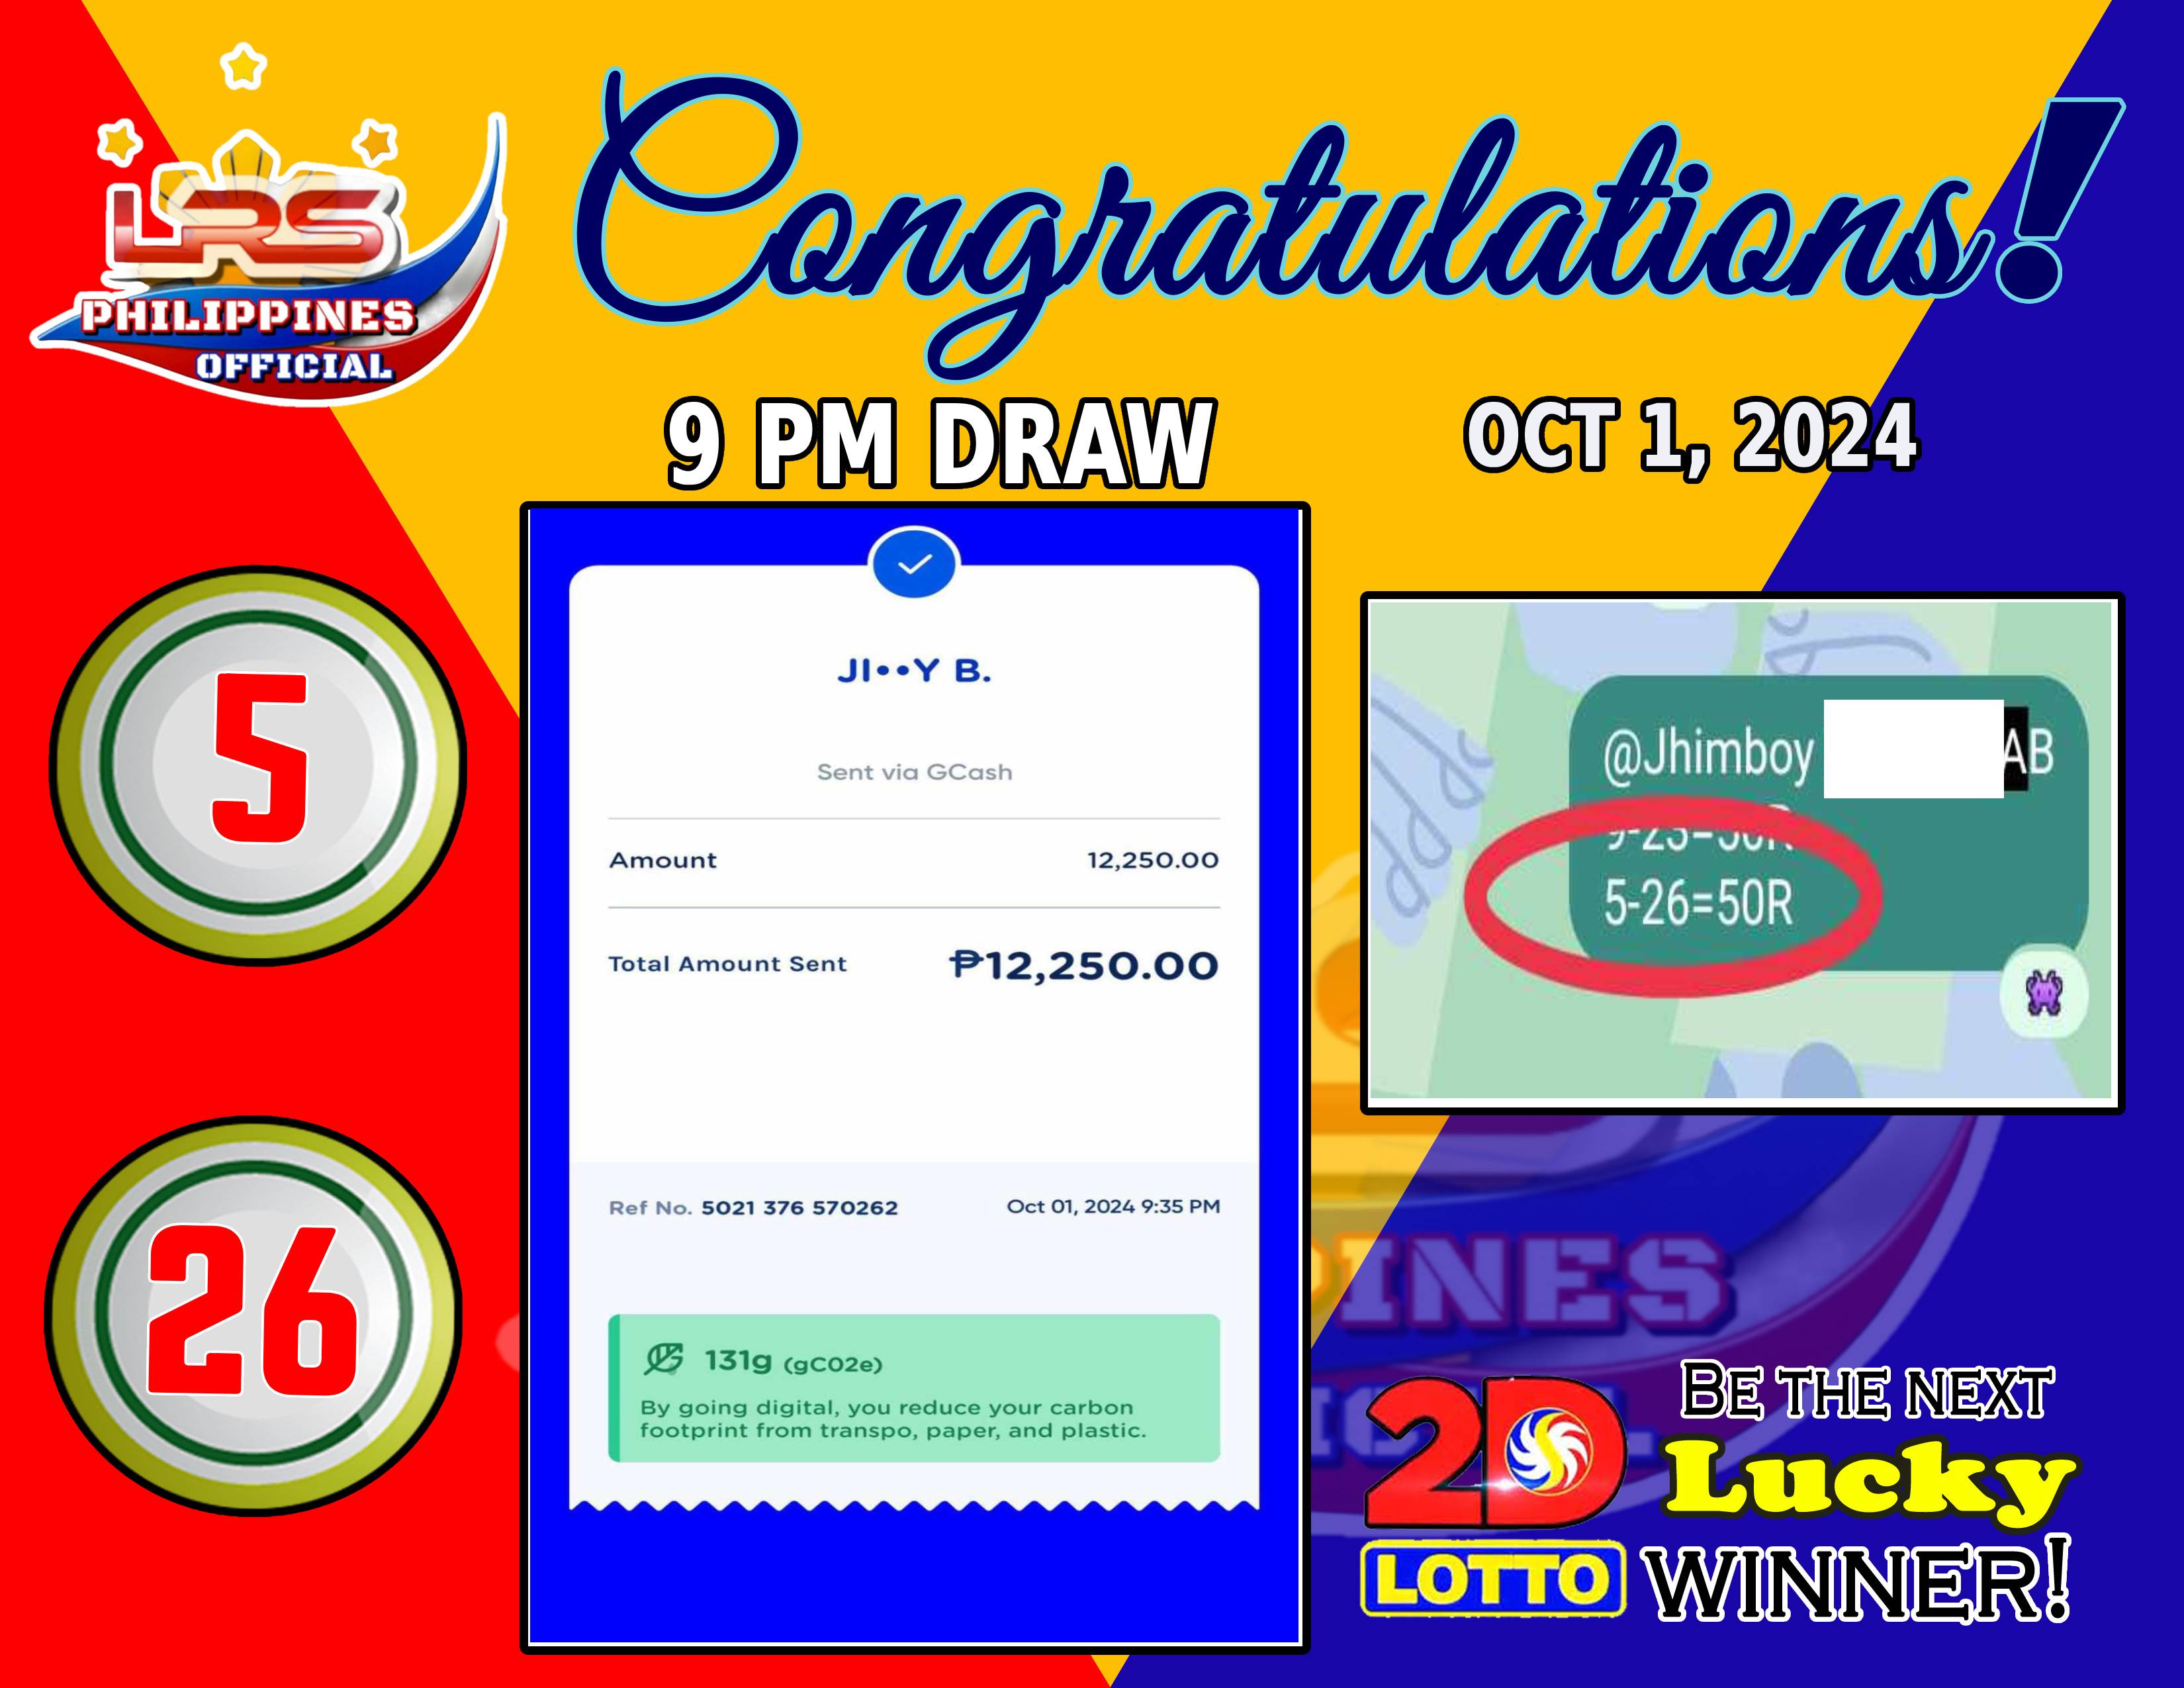 LRS
PHILIPPINES
OFFICIAL
Congratulations!
9 PM DRAW
OCT 1, 2024
5
26
JI••Y B.
Sent via GCash
Amount 12,250.00
Total Amount Sent ₱12,250.00
Ref No. 5021 376 570262 Oct 01, 2024 9:35 PM
131g (gCO2e)
By going digital, you reduce your carbon
footprint from transpo, paper, and plastic.
@Jhimboy AB
5-26=50R
PINES
2D
LOTTO
BE THE NEXT
Lucky
WINNER!